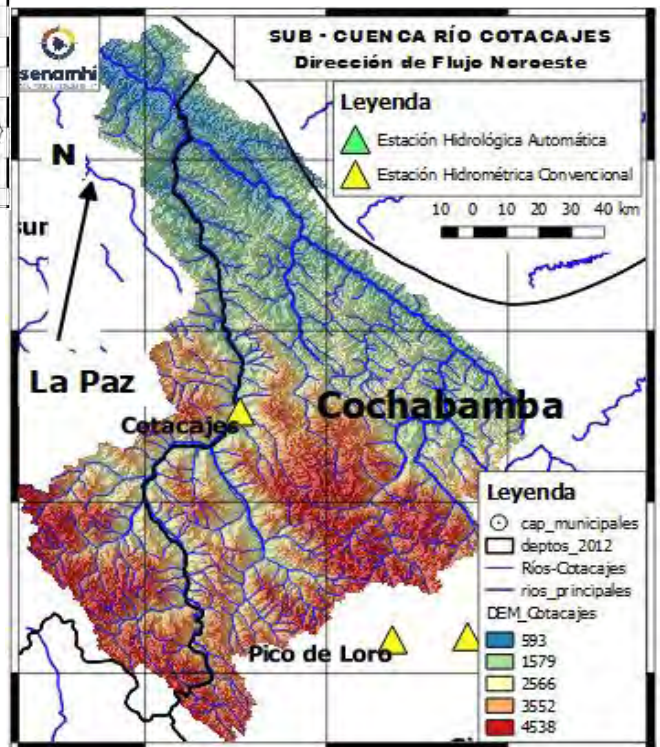 senamhi
SUB - CUENCA RÍO COTACAJES
Dirección de Flujo Noroeste
Leyenda
Estación Hidrológica Automática
Estación Hidrométrica Convencional
10 0 10 20 30 40 km
N
sur
La Paz
Cochabamba
Cotacajes
Pico de Loro
Leyenda
cap_municipales
deptos_2012
Ríos-Cotacajes
rios_principales
DEM_Cotacajes
593
1579
2566
3552
4538